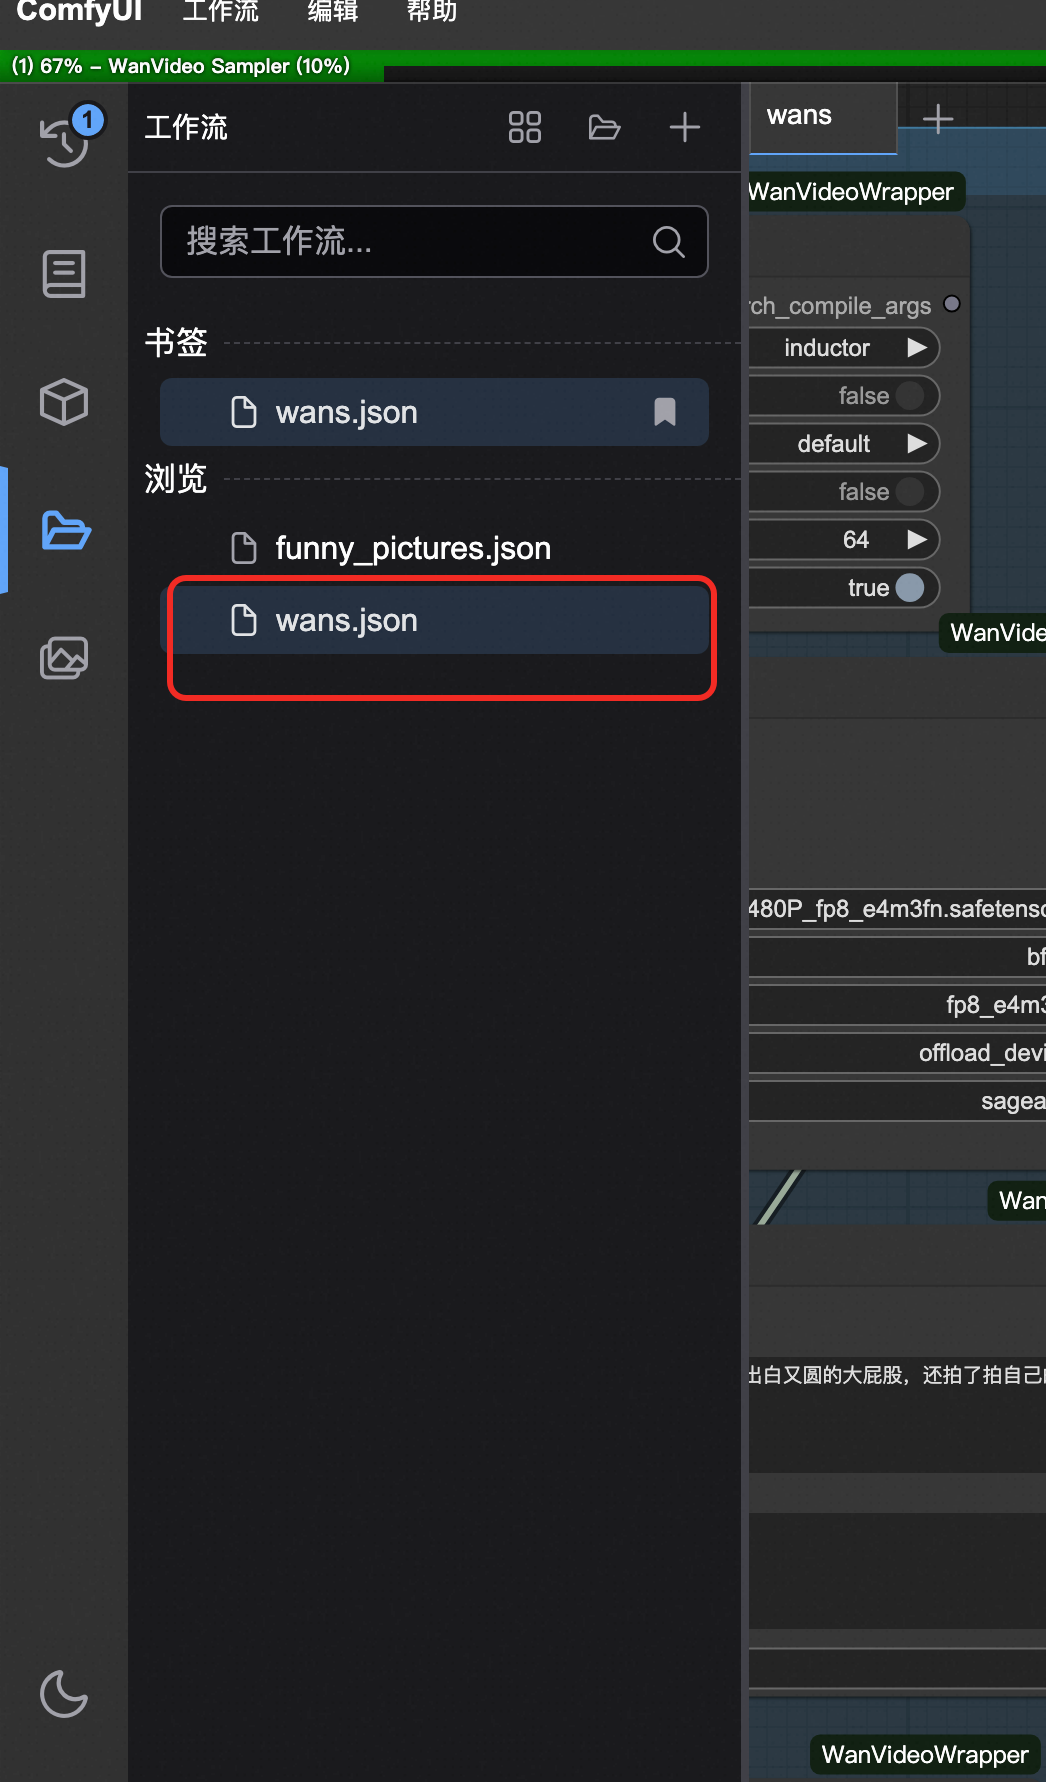 ComfyUI 工作流 编辑 帮助
(1) 67% - WanVideo Sampler (10%)
1
工作流
wans
WanVideoWrapper
搜索工作流...
rch_compile_args
书签
inductor
false
wans.json
default
浏览
false
funny_pictures.json
64
true
wans.json
WanVide
480P_fp8_e4m3fn.safetenso
bf
fp8_e4m3
offload_devi
sagea
Wan
出白又圆的大屁股，还拍了拍自己
WanVideoWrapper